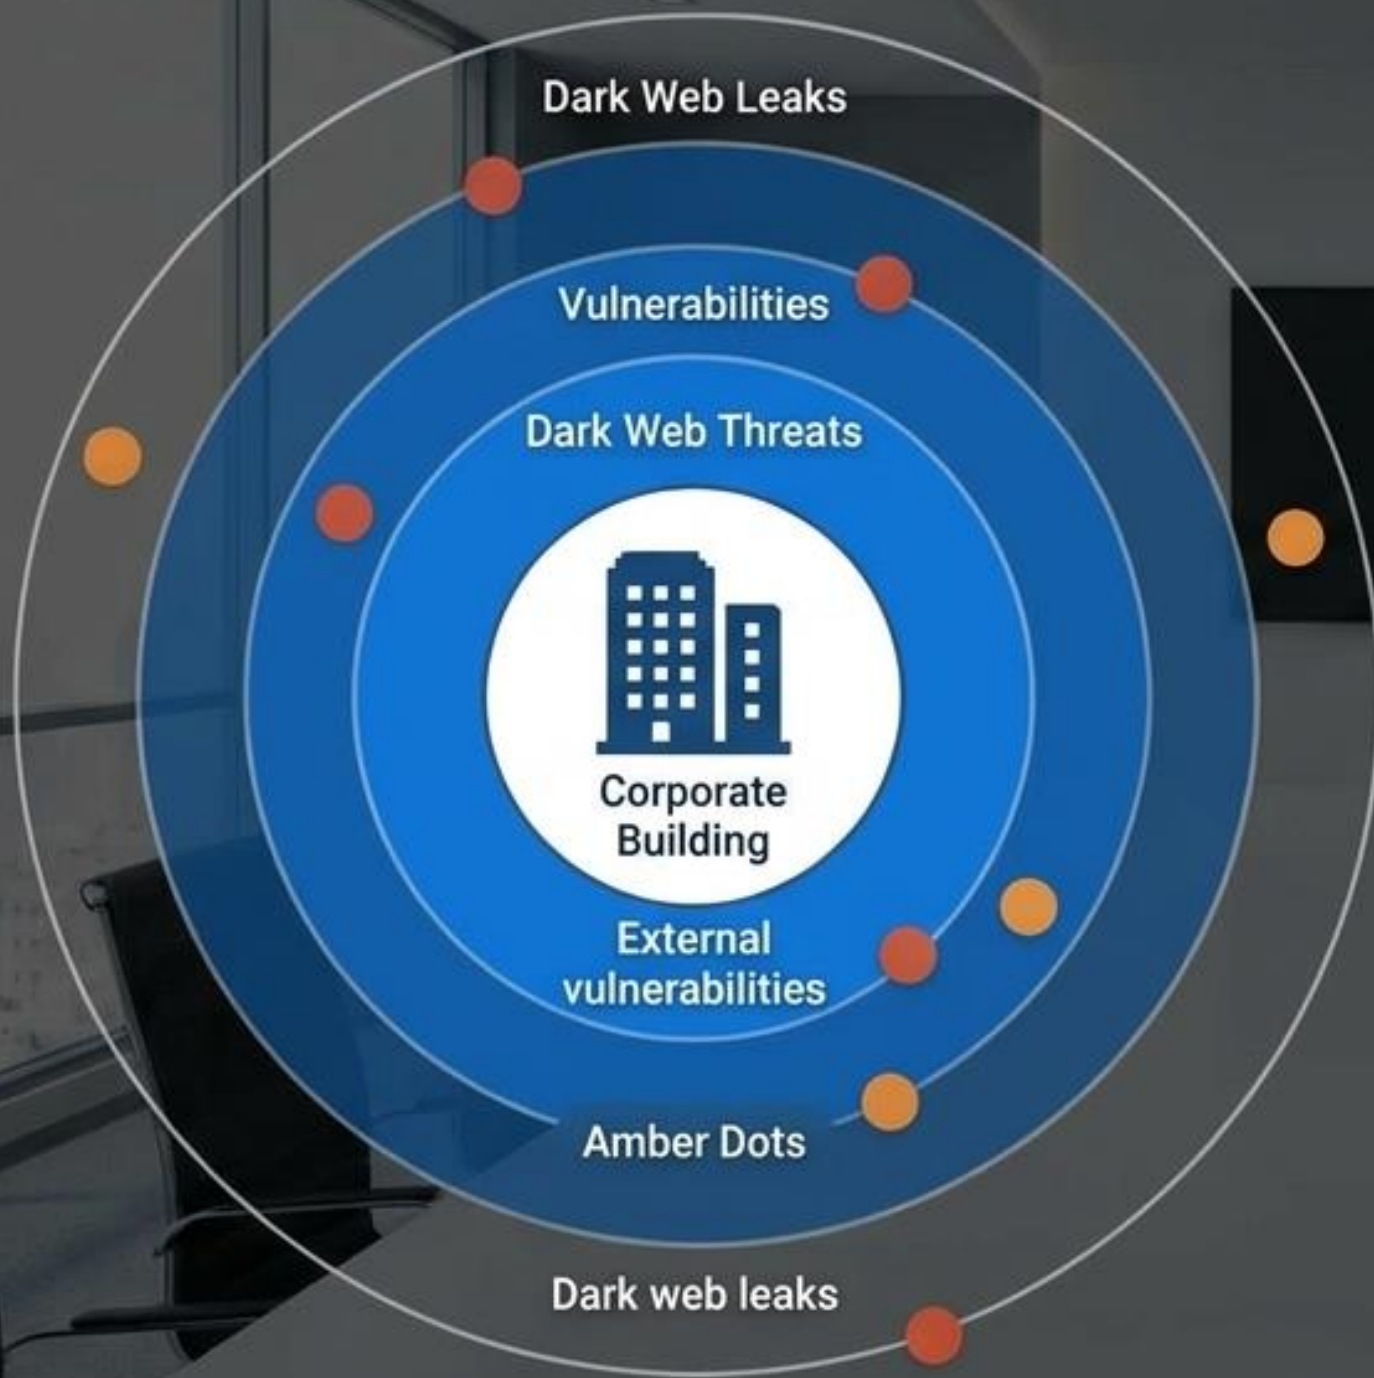 Dark Web Leaks
Vulnerabilities
Dark Web Threats
Corporate
Building
External
vulnerabilities
Amber Dots
Dark web leaks